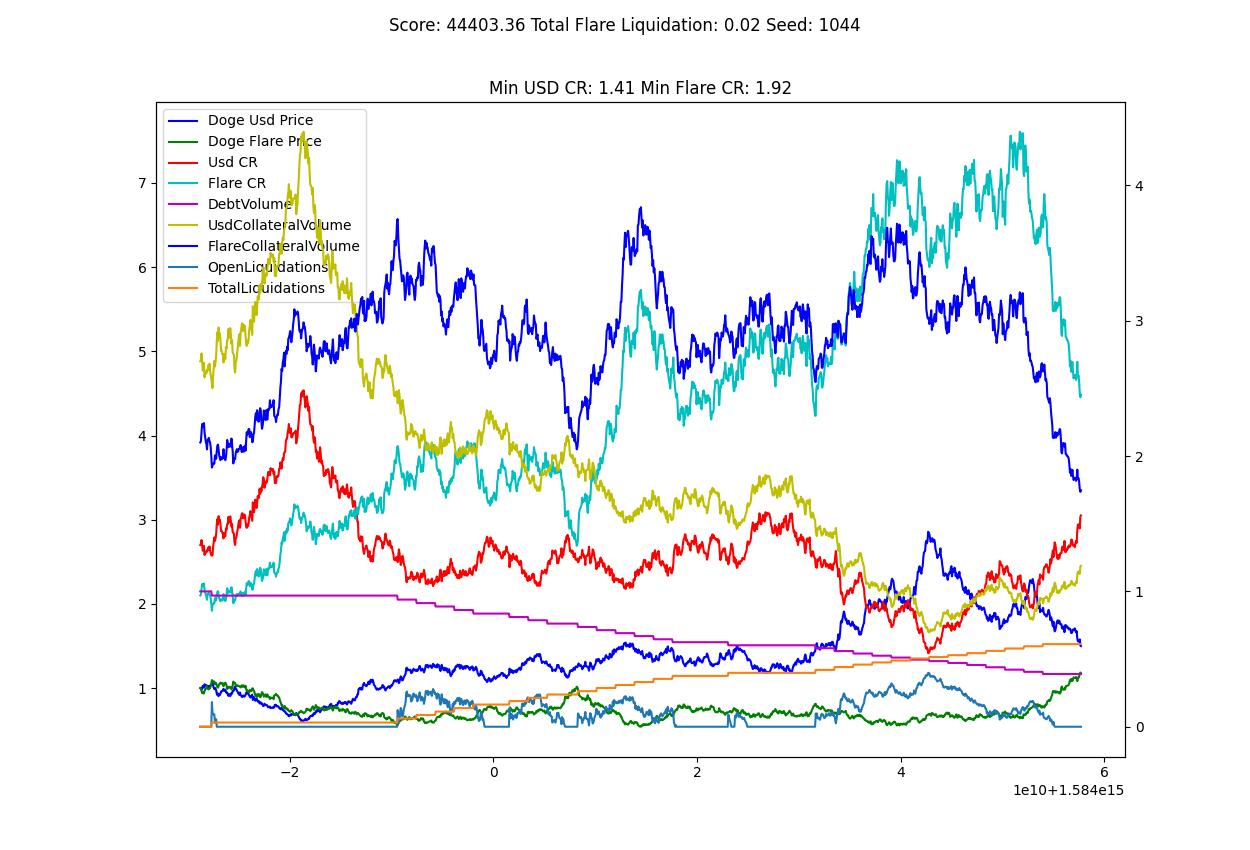 Score: 44403.36 Total Flare Liquidation: 0.02 Seed: 1044
Min USD CR: 1.41 Min Flare CR: 1.92
Doge Usd Price
Doge Flare Price
Usd CR
Flare CR
DebtVolume
UsdCollateralVolume
FlareCollateralVolume
OpenLiquidations
TotalLiquidations
7
6
5
4
3
2
1
4
3
2
1
0
−2
0
2
4
6
1e10+1.584e15